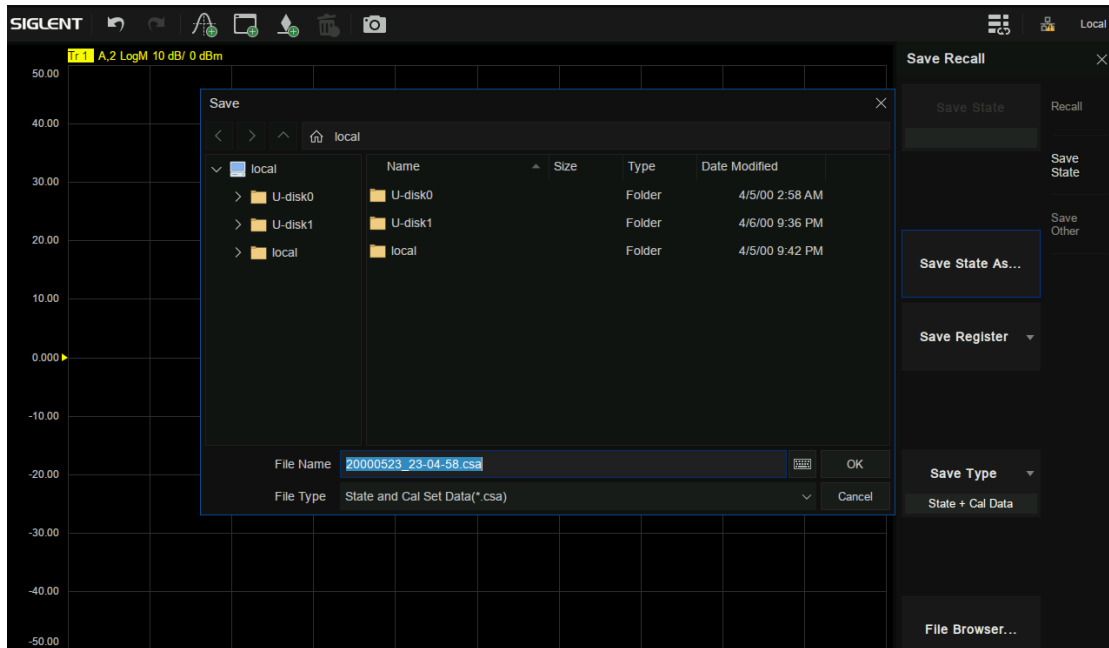 SIGLENT
Local
Tr 1 A,2 LogM 10 dB/ 0 dBm
50.00
40.00
30.00
20.00
10.00
0.000
-10.00
-20.00
-30.00
-40.00
-50.00
Save
local
local
U-disk0
U-disk1
local
Name Size Type Date Modified
U-disk0 Folder 4/5/00 2:58 AM
U-disk1 Folder 4/6/00 9:36 PM
local Folder 4/5/00 9:42 PM
File Name 20000523_23-04-58.csa OK
File Type State and Cal Set Data(*.csa) Cancel
Save Recall
Save State
Save State As...
Save Register
Save Type
State + Cal Data
File Browser...
Recall
Save
State
Save
Other